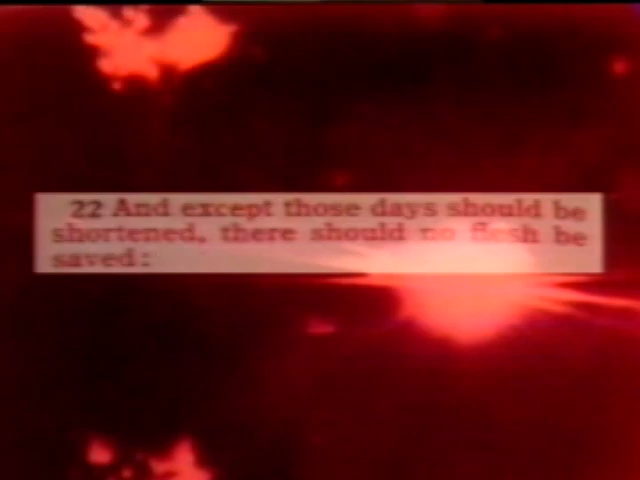 22 And except those days should be
shortened, there should no flesh be
saved: